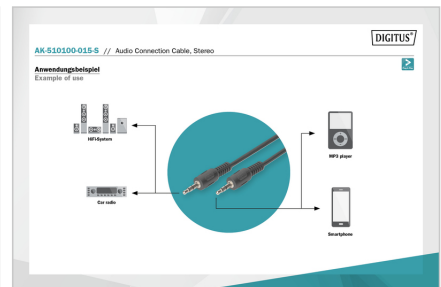 DIGITUS®
AK-510100-015-S // Audio Connection Cable, Stereo
Anwendungsbeispiel
Example of use
HiFi-System
MP3 player
Car radio
Smartphone